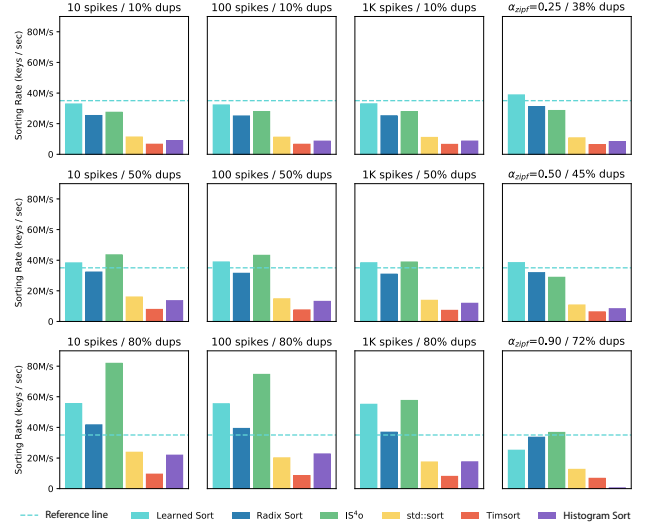 10 spikes / 10% dups 100 spikes / 10% dups 1K spikes / 10% dups αzipf=0.25 / 38% dups
Sorting Rate (keys / sec)
80M/s
60M/s
40M/s
20M/s
0
10 spikes / 50% dups 100 spikes / 50% dups 1K spikes / 50% dups αzipf=0.50 / 45% dups
Sorting Rate (keys / sec)
80M/s
60M/s
40M/s
20M/s
0
10 spikes / 80% dups 100 spikes / 80% dups 1K spikes / 80% dups αzipf=0.90 / 72% dups
Sorting Rate (keys / sec)
80M/s
60M/s
40M/s
20M/s
0
Reference line Learned Sort Radix Sort IS⁴o std::sort Timsort Histogram Sort